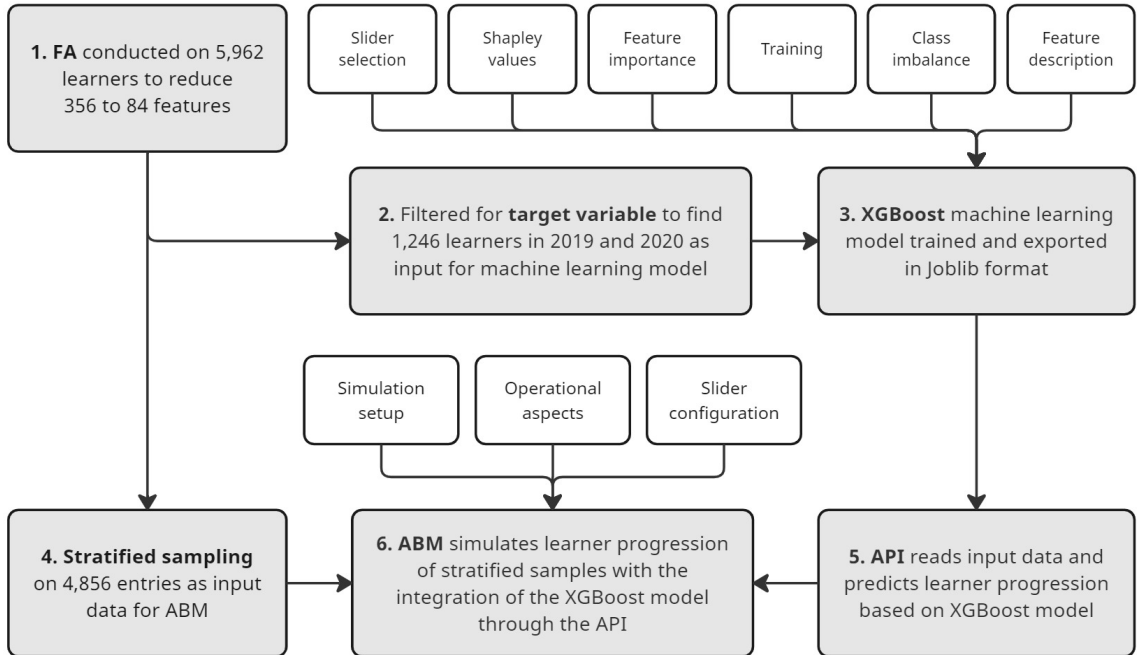 1. FA conducted on 5,962
learners to reduce
356 to 84 features
Slider
selection
Shapley
values
Feature
importance
Training
Class
imbalance
Feature
description
2. Filtered for target variable to find
1,246 learners in 2019 and 2020 as
input for machine learning model
3. XGBoost machine learning
model trained and exported
in Joblib format
Simulation
setup
Operational
aspects
Slider
configuration
4. Stratified sampling
on 4,856 entries as input
data for ABM
6. ABM simulates learner progression
of stratified samples with the
integration of the XGBoost model
through the API
5. API reads input data and
predicts learner progression
based on XGBoost model